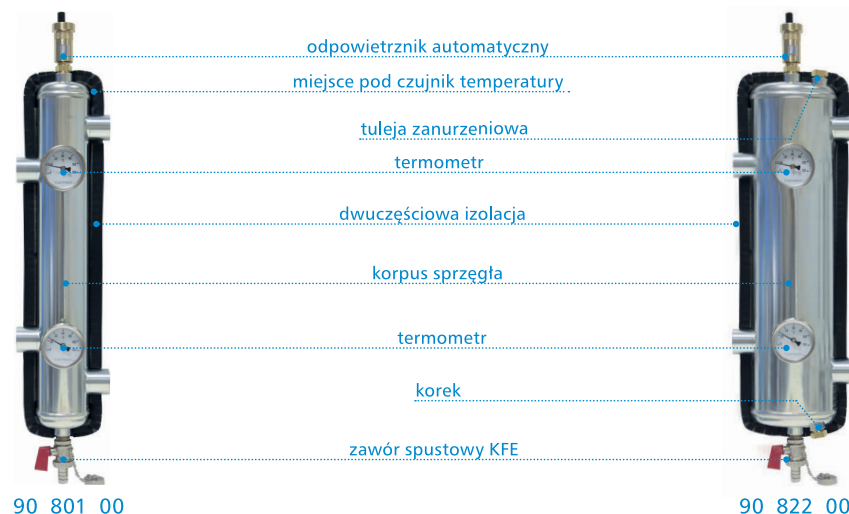 odpowietrznik automatyczny
miejsce pod czujnik temperatury
tuleja zanurzeniowa
termometr
dwuczęściowa izolacja
korpus sprzęgła
termometr
korek
zawór spustowy KFE
90 801 00
90 822 00